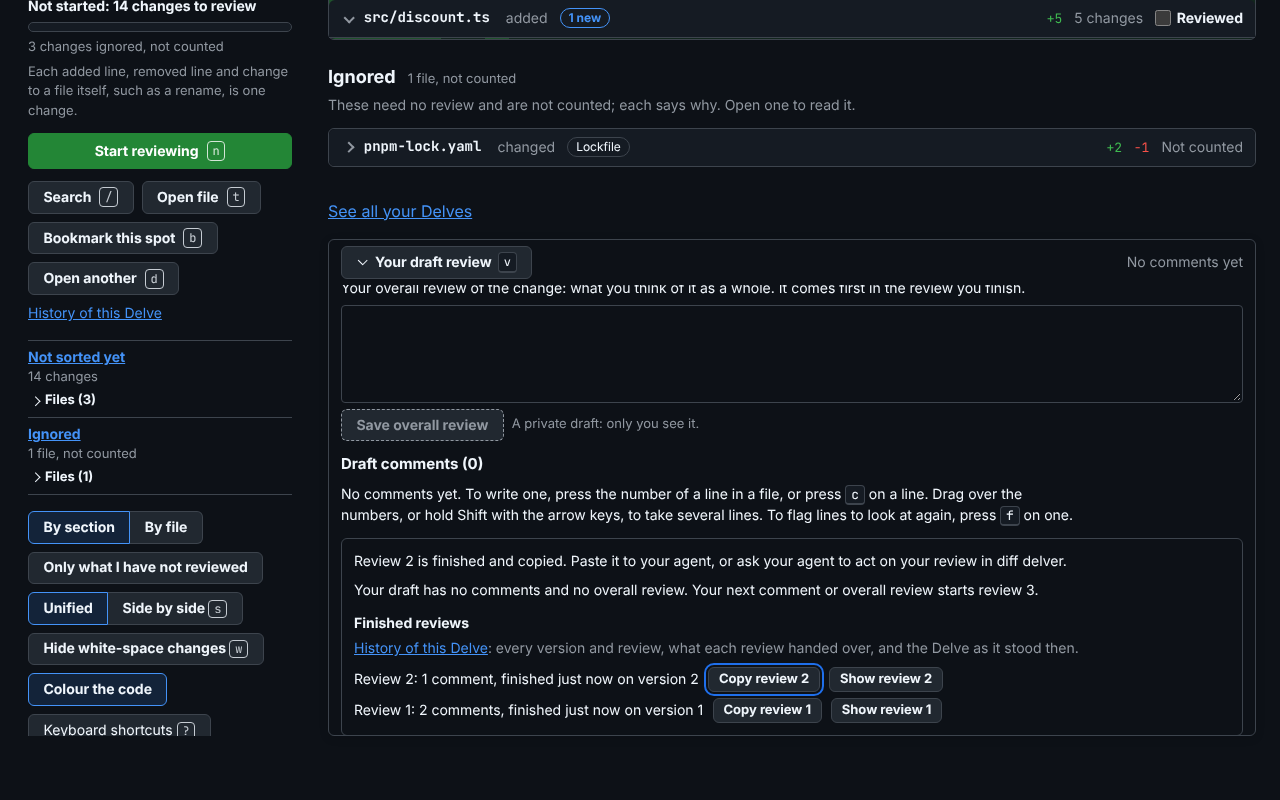 Not started: 14 changes to review
3 changes ignored, not counted
Each added line, removed line and change
to a file itself, such as a rename, is one
change.
Start reviewing n
Search / Open file t
Bookmark this spot b
Open another d
History of this Delve
Not sorted yet
14 changes
Files (3)
Ignored
1 file, not counted
Files (1)
By section By file
Only what I have not reviewed
Unified Side by side s
Hide white-space changes w
Colour the code
Keyboard shortcuts ?
src/discount.ts added 1 new +5 5 changes Reviewed
Ignored 1 file, not counted
These need no review and are not counted; each says why. Open one to read it.
pnpm-lock.yaml changed Lockfile +2 -1 Not counted
See all your Delves
Your draft review v No comments yet
Your overall review of the change: what you think of it as a whole. It comes first in the review you finish.
Save overall review A private draft: only you see it.
Draft comments (0)
No comments yet. To write one, press the number of a line in a file, or press c on a line. Drag over the
numbers, or hold Shift with the arrow keys, to take several lines. To flag lines to look at again, press f on one.
Review 2 is finished and copied. Paste it to your agent, or ask your agent to act on your review in diff delver.
Your draft has no comments and no overall review. Your next comment or overall review starts review 3.
Finished reviews
History of this Delve: every version and review, what each review handed over, and the Delve as it stood then.
Review 2: 1 comment, finished just now on version 2 Copy review 2 Show review 2
Review 1: 2 comments, finished just now on version 1 Copy review 1 Show review 1